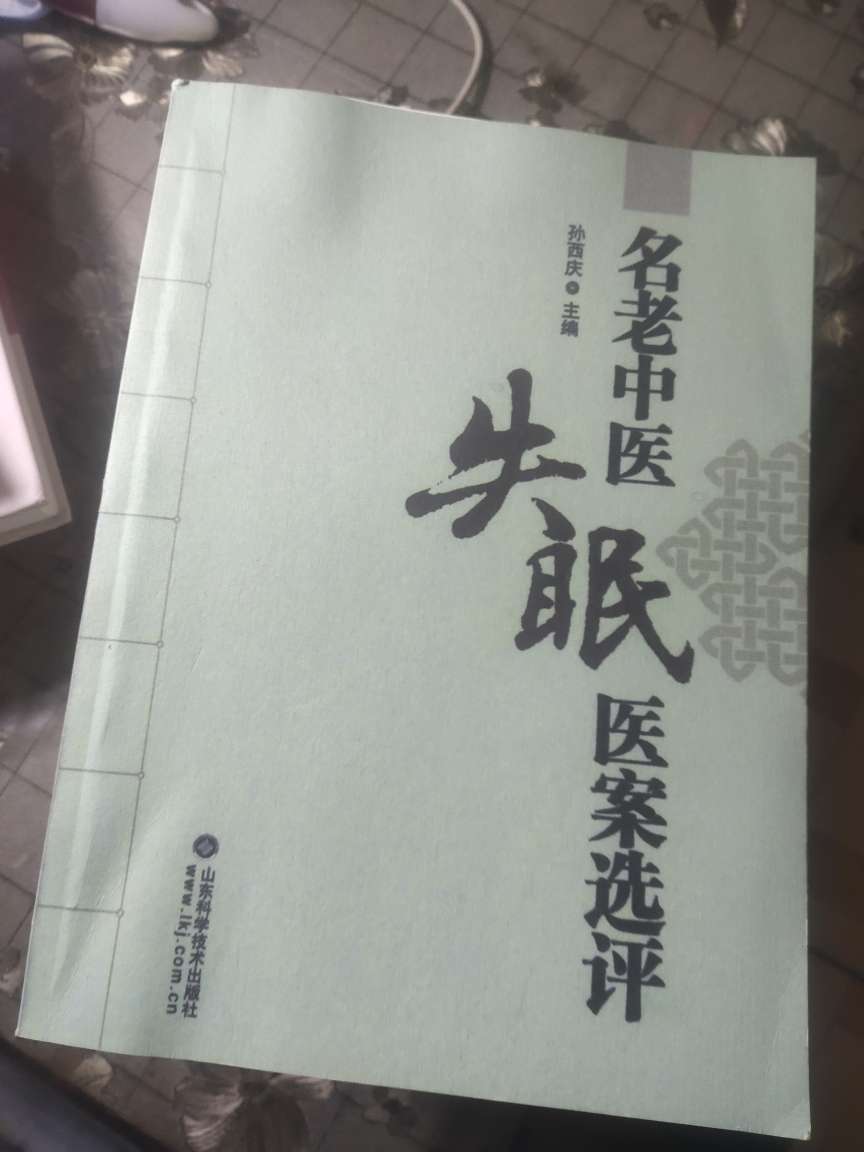 名老中医
失眠
医案选评
孙西庆 主编
山东科学技术出版社
www.lkj.com.cn